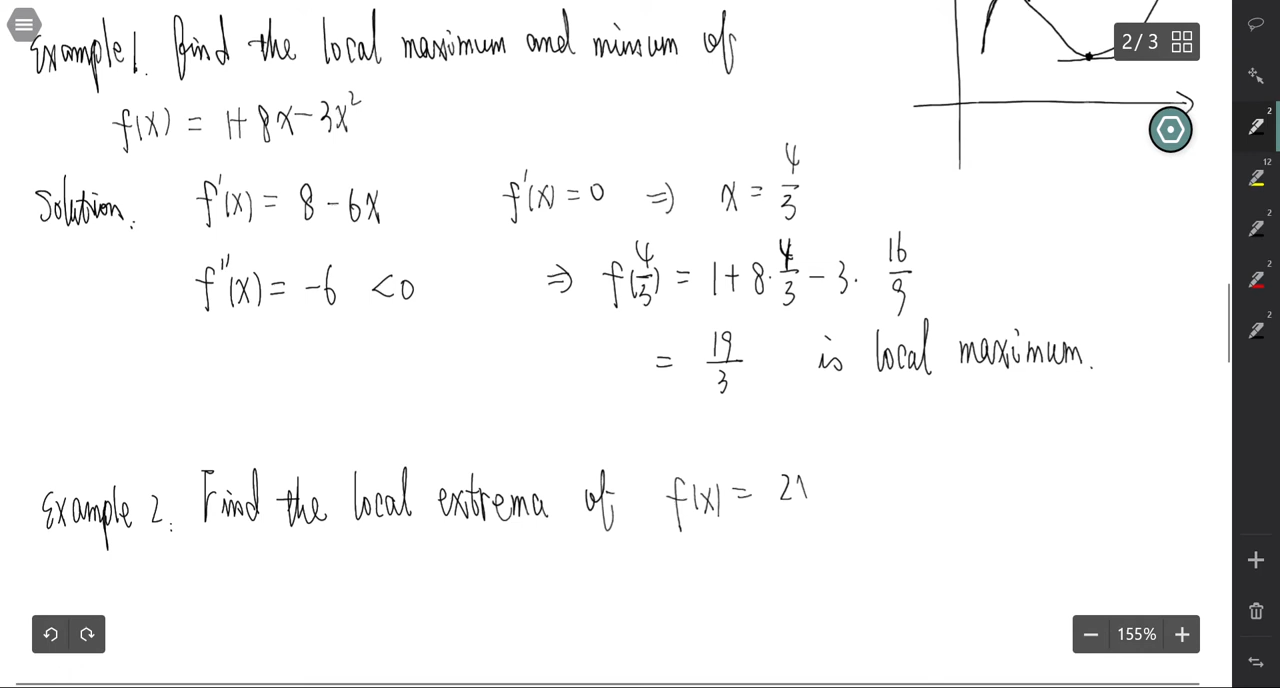 2/3
Example 1. Find the local maximum and minium of
f(x) = 1+8x-3x²
Solution. f'(x) = 8-6x f'(x)=0 ⇒ x = 4/3
f''(x) = -6 <0 ⇒ f(4/3) = 1+8·4/3-3·16/9
= 19/3 is local maximum.
Example 2. Find the local extrema of f(x) = 2
155%